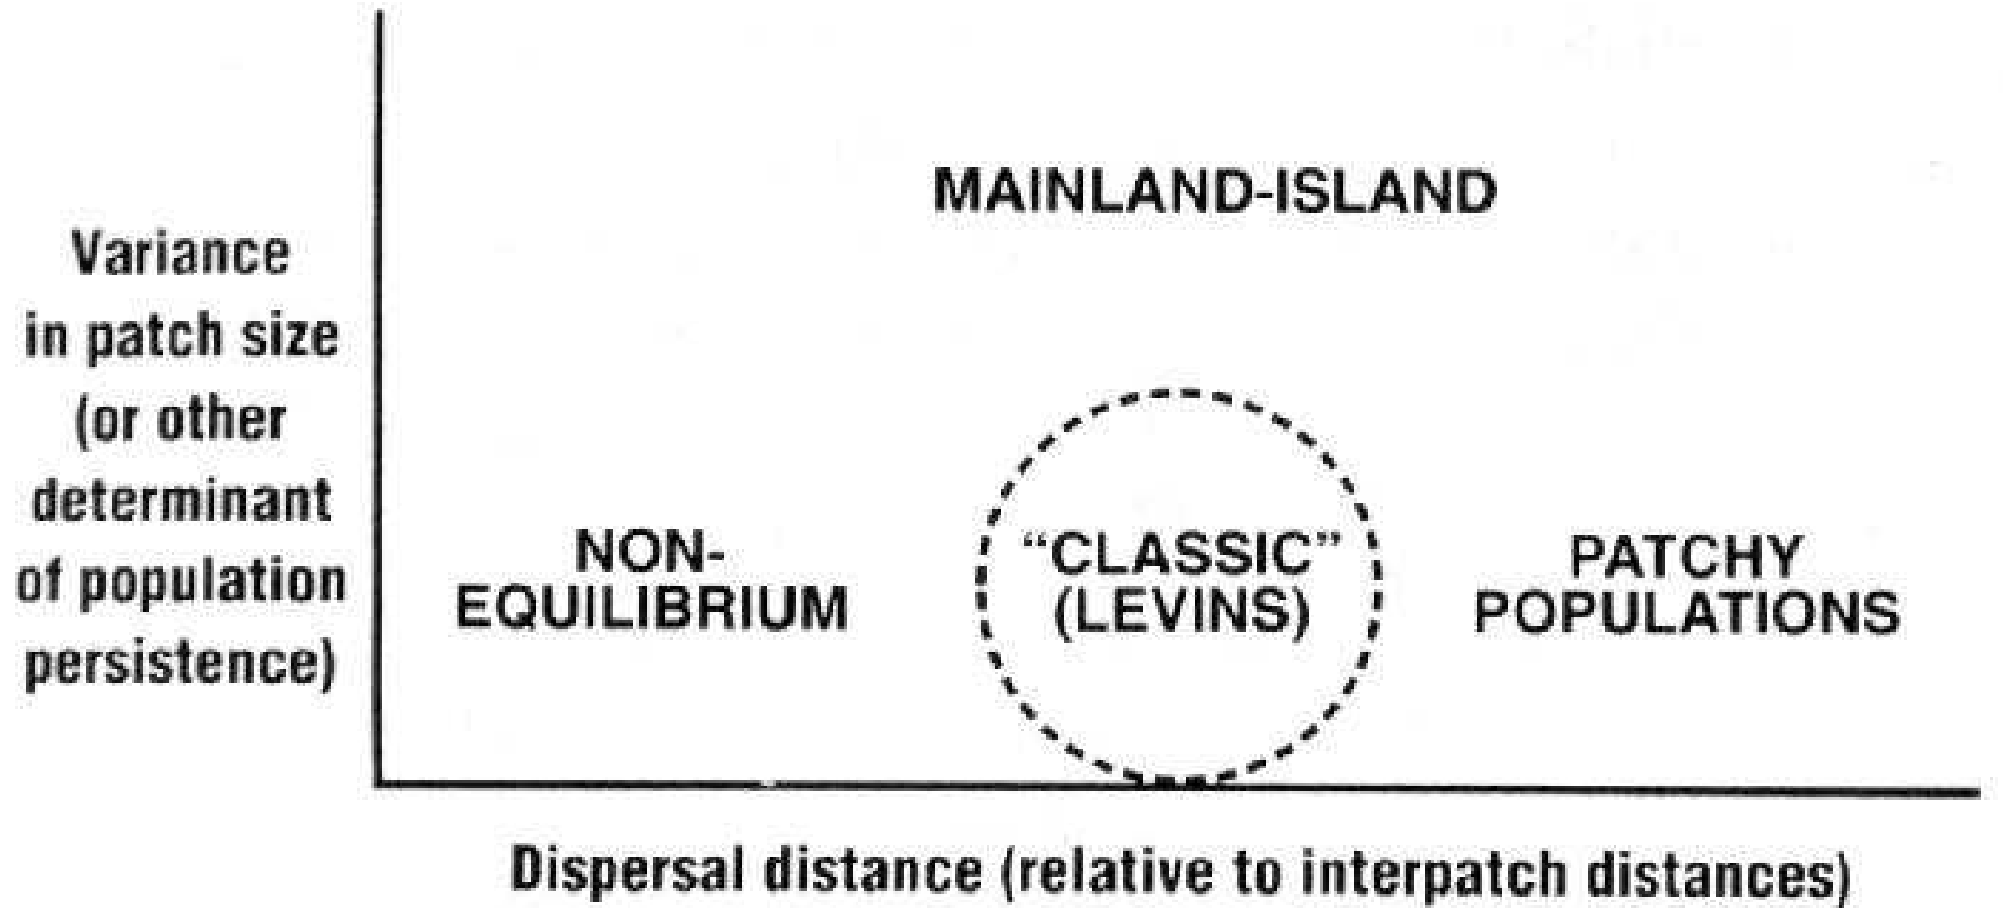 MAINLAND-ISLAND
Variance
in patch size
(or other
determinant
of population
persistence)
NON-
EQUILIBRIUM
“CLASSIC”
(LEVINS)
PATCHY
POPULATIONS
Dispersal distance (relative to interpatch distances)